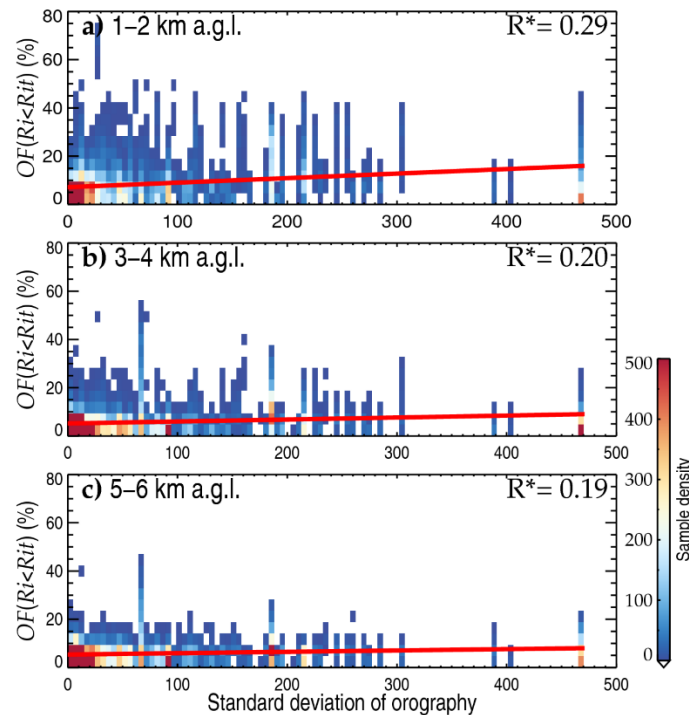 a) 1–2 km a.g.l. R*= 0.29
80
60
40
20
0
OF(Ri<Rit) (%)
0 100 200 300 400 500
b) 3–4 km a.g.l. R*= 0.20
80
60
40
20
0
OF(Ri<Rit) (%)
0 100 200 300 400 500
c) 5–6 km a.g.l. R*= 0.19
80
60
40
20
0
OF(Ri<Rit) (%)
0 100 200 300 400 500
Standard deviation of orography
500
400
300
200
100
0
Sample density